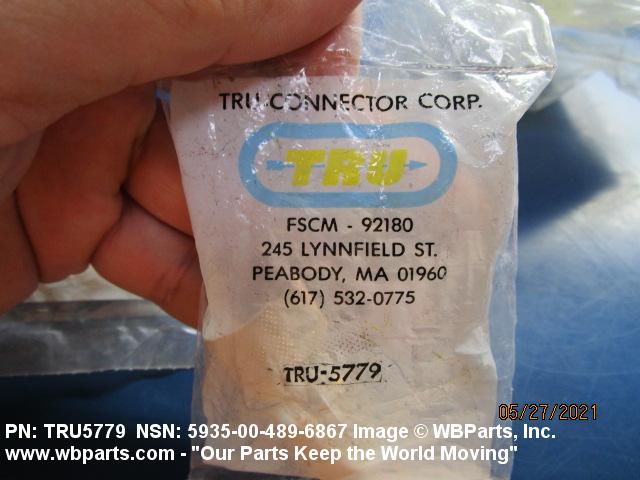 TRU CONNECTOR CORP.
TRU
FSCM - 92180
245 LYNNFIELD ST.
PEABODY, MA 01960
(617) 532-0775
TRU-5779
05/27/2021
PN: TRU5779 NSN: 5935-00-489-6867 Image © WBParts, Inc.
www.wbparts.com - "Our Parts Keep the World Moving"